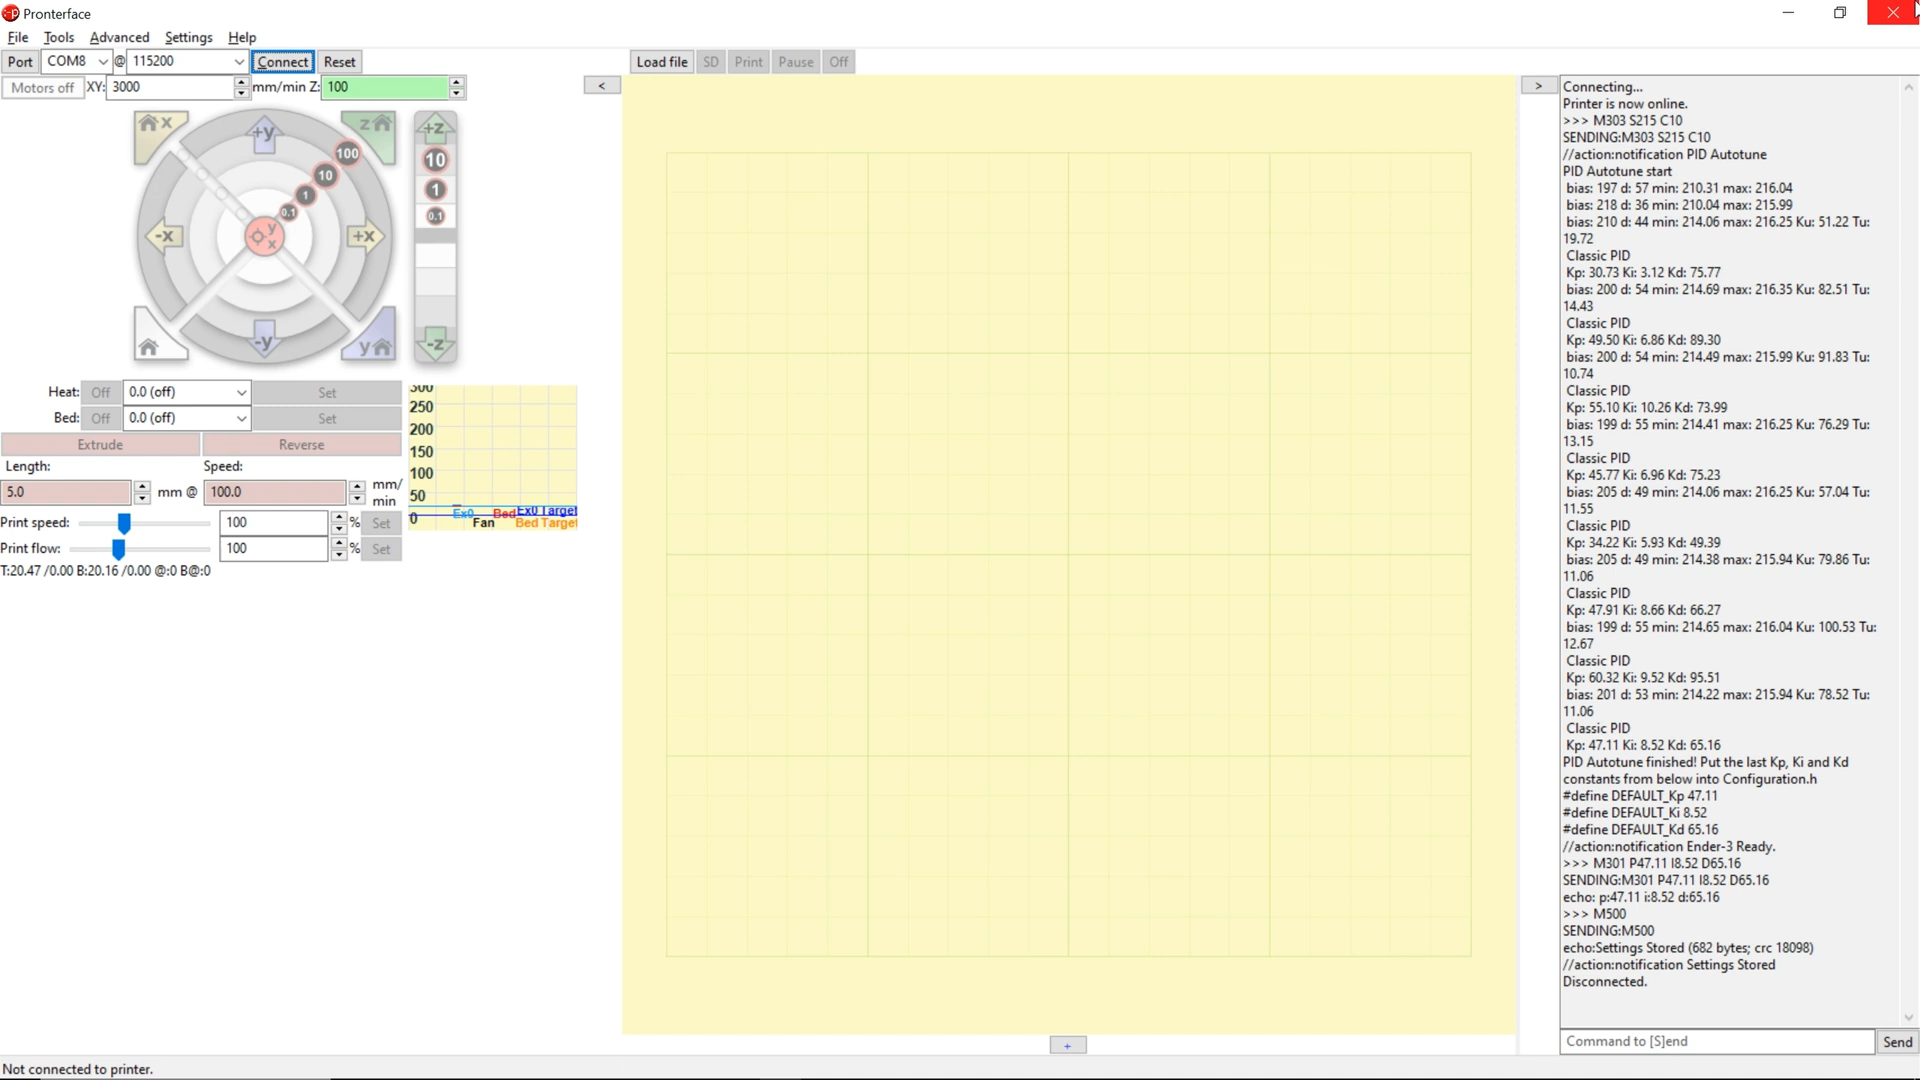 Pronterface
File Tools Advanced Settings Help
Port COM8 @ 115200 Connect Reset
Load file SD Print Pause Off
Motors off XY: 3000 mm/min Z: 100
<
>
x
+y
z
100
10
1
0.1
-x
y
x
+x
-y
y
+z
10
1
0.1
-z
Heat: Off 0.0 (off) Set
Bed: Off 0.0 (off) Set
Extrude Reverse
Length: Speed:
5.0 mm @ 100.0 mm/
min
Print speed: 100 % Set
Print flow: 100 % Set
T:20.47 /0.00 B:20.16 /0.00 @:0 B@:0
300
250
200
150
100
50
0
Ex0 Bed Ex0 Target
Fan Bed Target
+
Connecting...
Printer is now online.
>>> M303 S215 C10
SENDING:M303 S215 C10
//action:notification PID Autotune
PID Autotune start
bias: 197 d: 57 min: 210.31 max: 216.04
bias: 218 d: 36 min: 210.04 max: 215.99
bias: 210 d: 44 min: 214.06 max: 216.25 Ku: 51.22 Tu:
19.72
Classic PID
Kp: 30.73 Ki: 3.12 Kd: 75.77
bias: 200 d: 54 min: 214.69 max: 216.35 Ku: 82.51 Tu:
14.43
Classic PID
Kp: 49.50 Ki: 6.86 Kd: 89.30
bias: 200 d: 54 min: 214.49 max: 215.99 Ku: 91.83 Tu:
10.74
Classic PID
Kp: 55.10 Ki: 10.26 Kd: 73.99
bias: 199 d: 55 min: 214.41 max: 216.25 Ku: 76.29 Tu:
13.15
Classic PID
Kp: 45.77 Ki: 6.96 Kd: 75.23
bias: 205 d: 49 min: 214.06 max: 216.25 Ku: 57.04 Tu:
11.55
Classic PID
Kp: 34.22 Ki: 5.93 Kd: 49.39
bias: 205 d: 49 min: 214.38 max: 215.94 Ku: 79.86 Tu:
11.06
Classic PID
Kp: 47.91 Ki: 8.66 Kd: 66.27
bias: 199 d: 55 min: 214.65 max: 216.04 Ku: 100.53 Tu:
12.67
Classic PID
Kp: 60.32 Ki: 9.52 Kd: 95.51
bias: 201 d: 53 min: 214.22 max: 215.94 Ku: 78.52 Tu:
11.06
Classic PID
Kp: 47.11 Ki: 8.52 Kd: 65.16
PID Autotune finished! Put the last Kp, Ki and Kd
constants from below into Configuration.h
#define DEFAULT_Kp 47.11
#define DEFAULT_Ki 8.52
#define DEFAULT_Kd 65.16
//action:notification Ender-3 Ready.
>>> M301 P47.11 I8.52 D65.16
SENDING:M301 P47.11 I8.52 D65.16
echo: p:47.11 i:8.52 d:65.16
>>> M500
SENDING:M500
echo:Settings Stored (682 bytes; crc 18098)
//action:notification Settings Stored
Disconnected.
Command to [S]end Send
Not connected to printer.